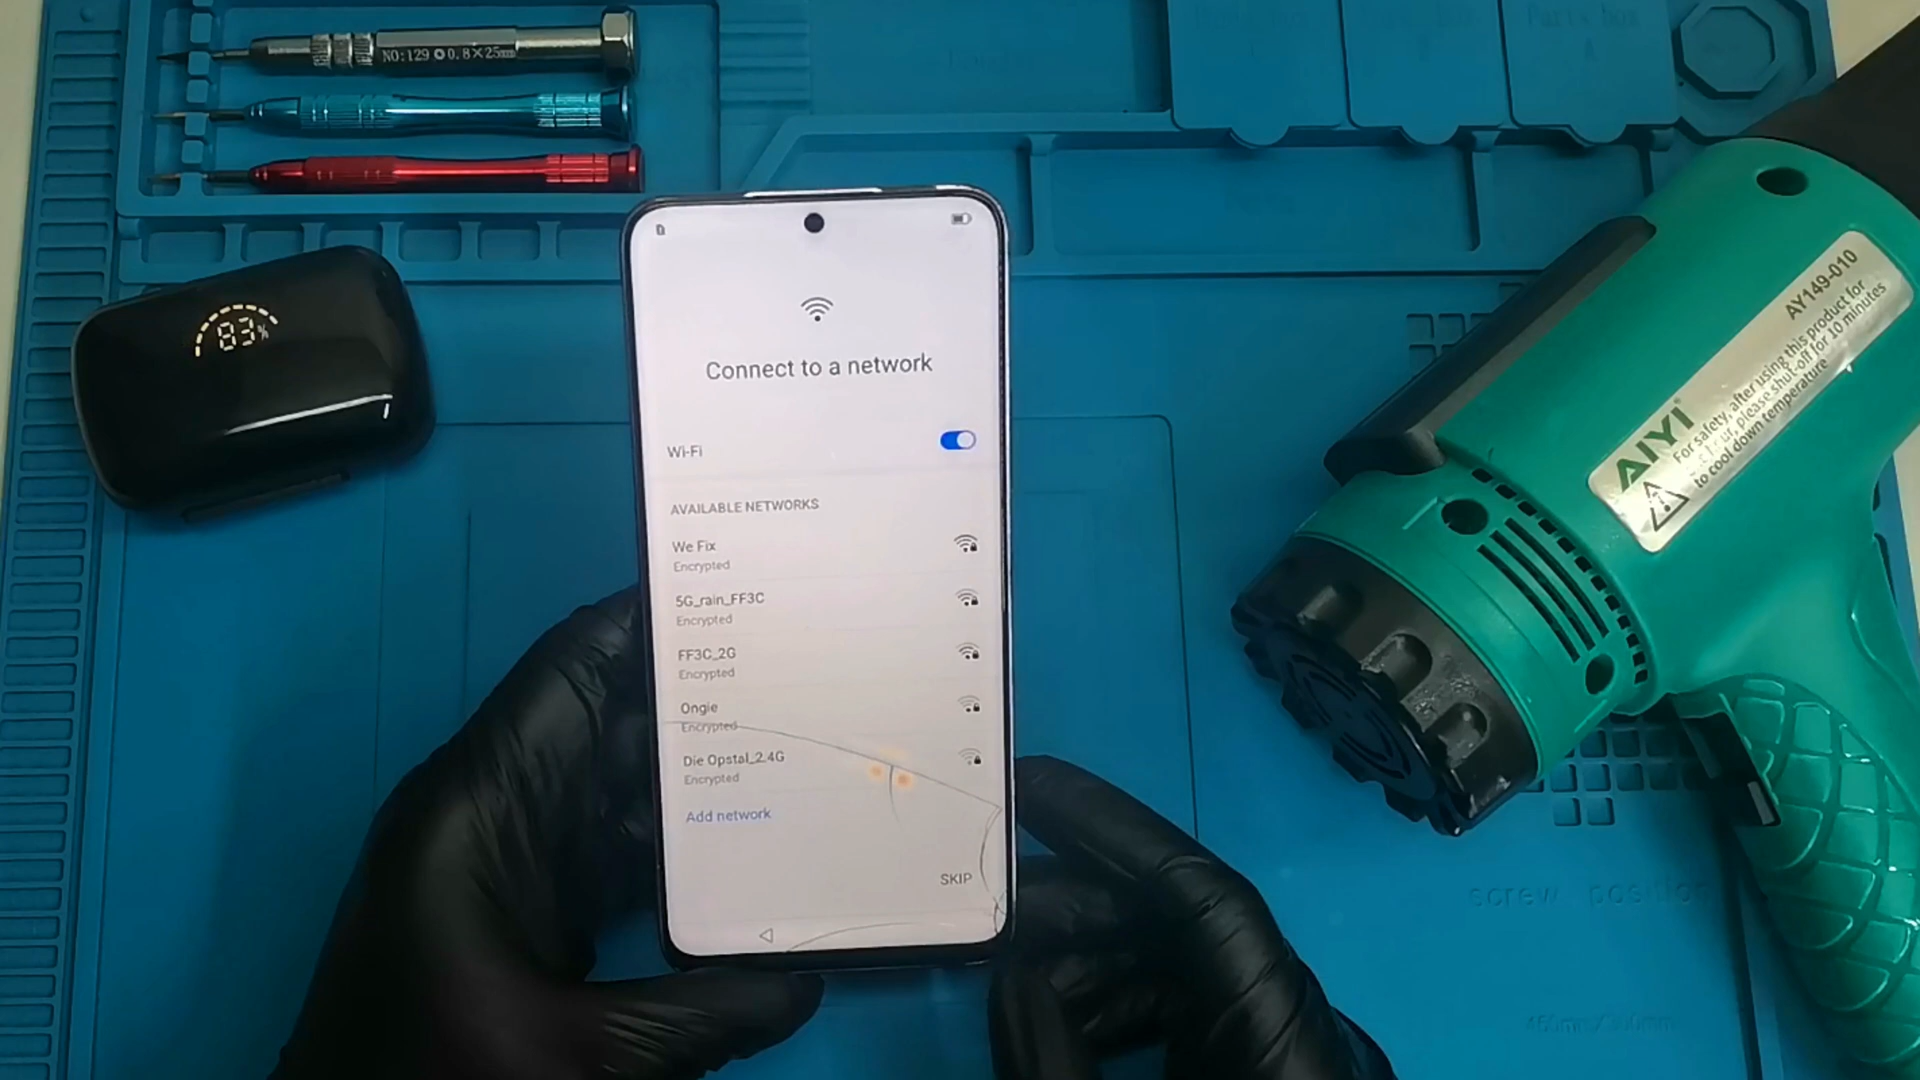 NO:129 0.8×25mm
Parts box
83%
Connect to a network
Wi-Fi
AVAILABLE NETWORKS
We Fix
Encrypted
5G_rain_FF3C
Encrypted
FF3C_2G
Encrypted
Ongie
Encrypted
Die Opstal_2.4G
Encrypted
Add network
SKIP
AY149-010
AIYI
For safety, after using this product for
please shut-off for 10 minutes
to cool down temperature
screw position